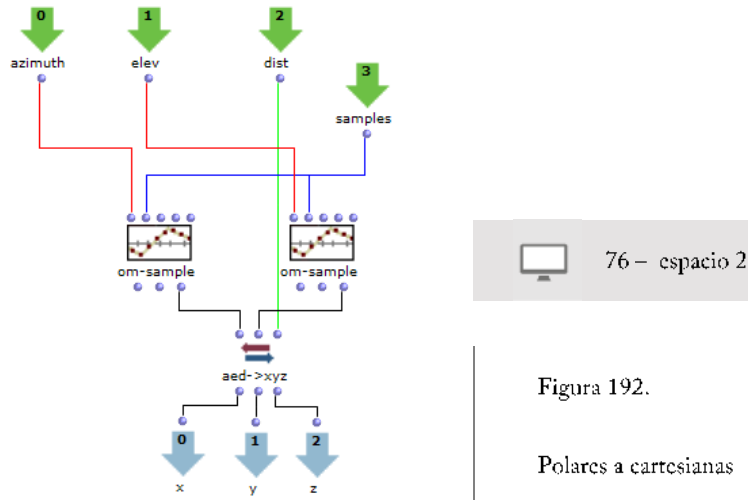 0
1
2
azimuth
elev
dist
3
samples
om-sample
om-sample
aed->xyz
0
1
2
x
y
z
76 – espacio 2
Figura 192.
Polares a cartesianas